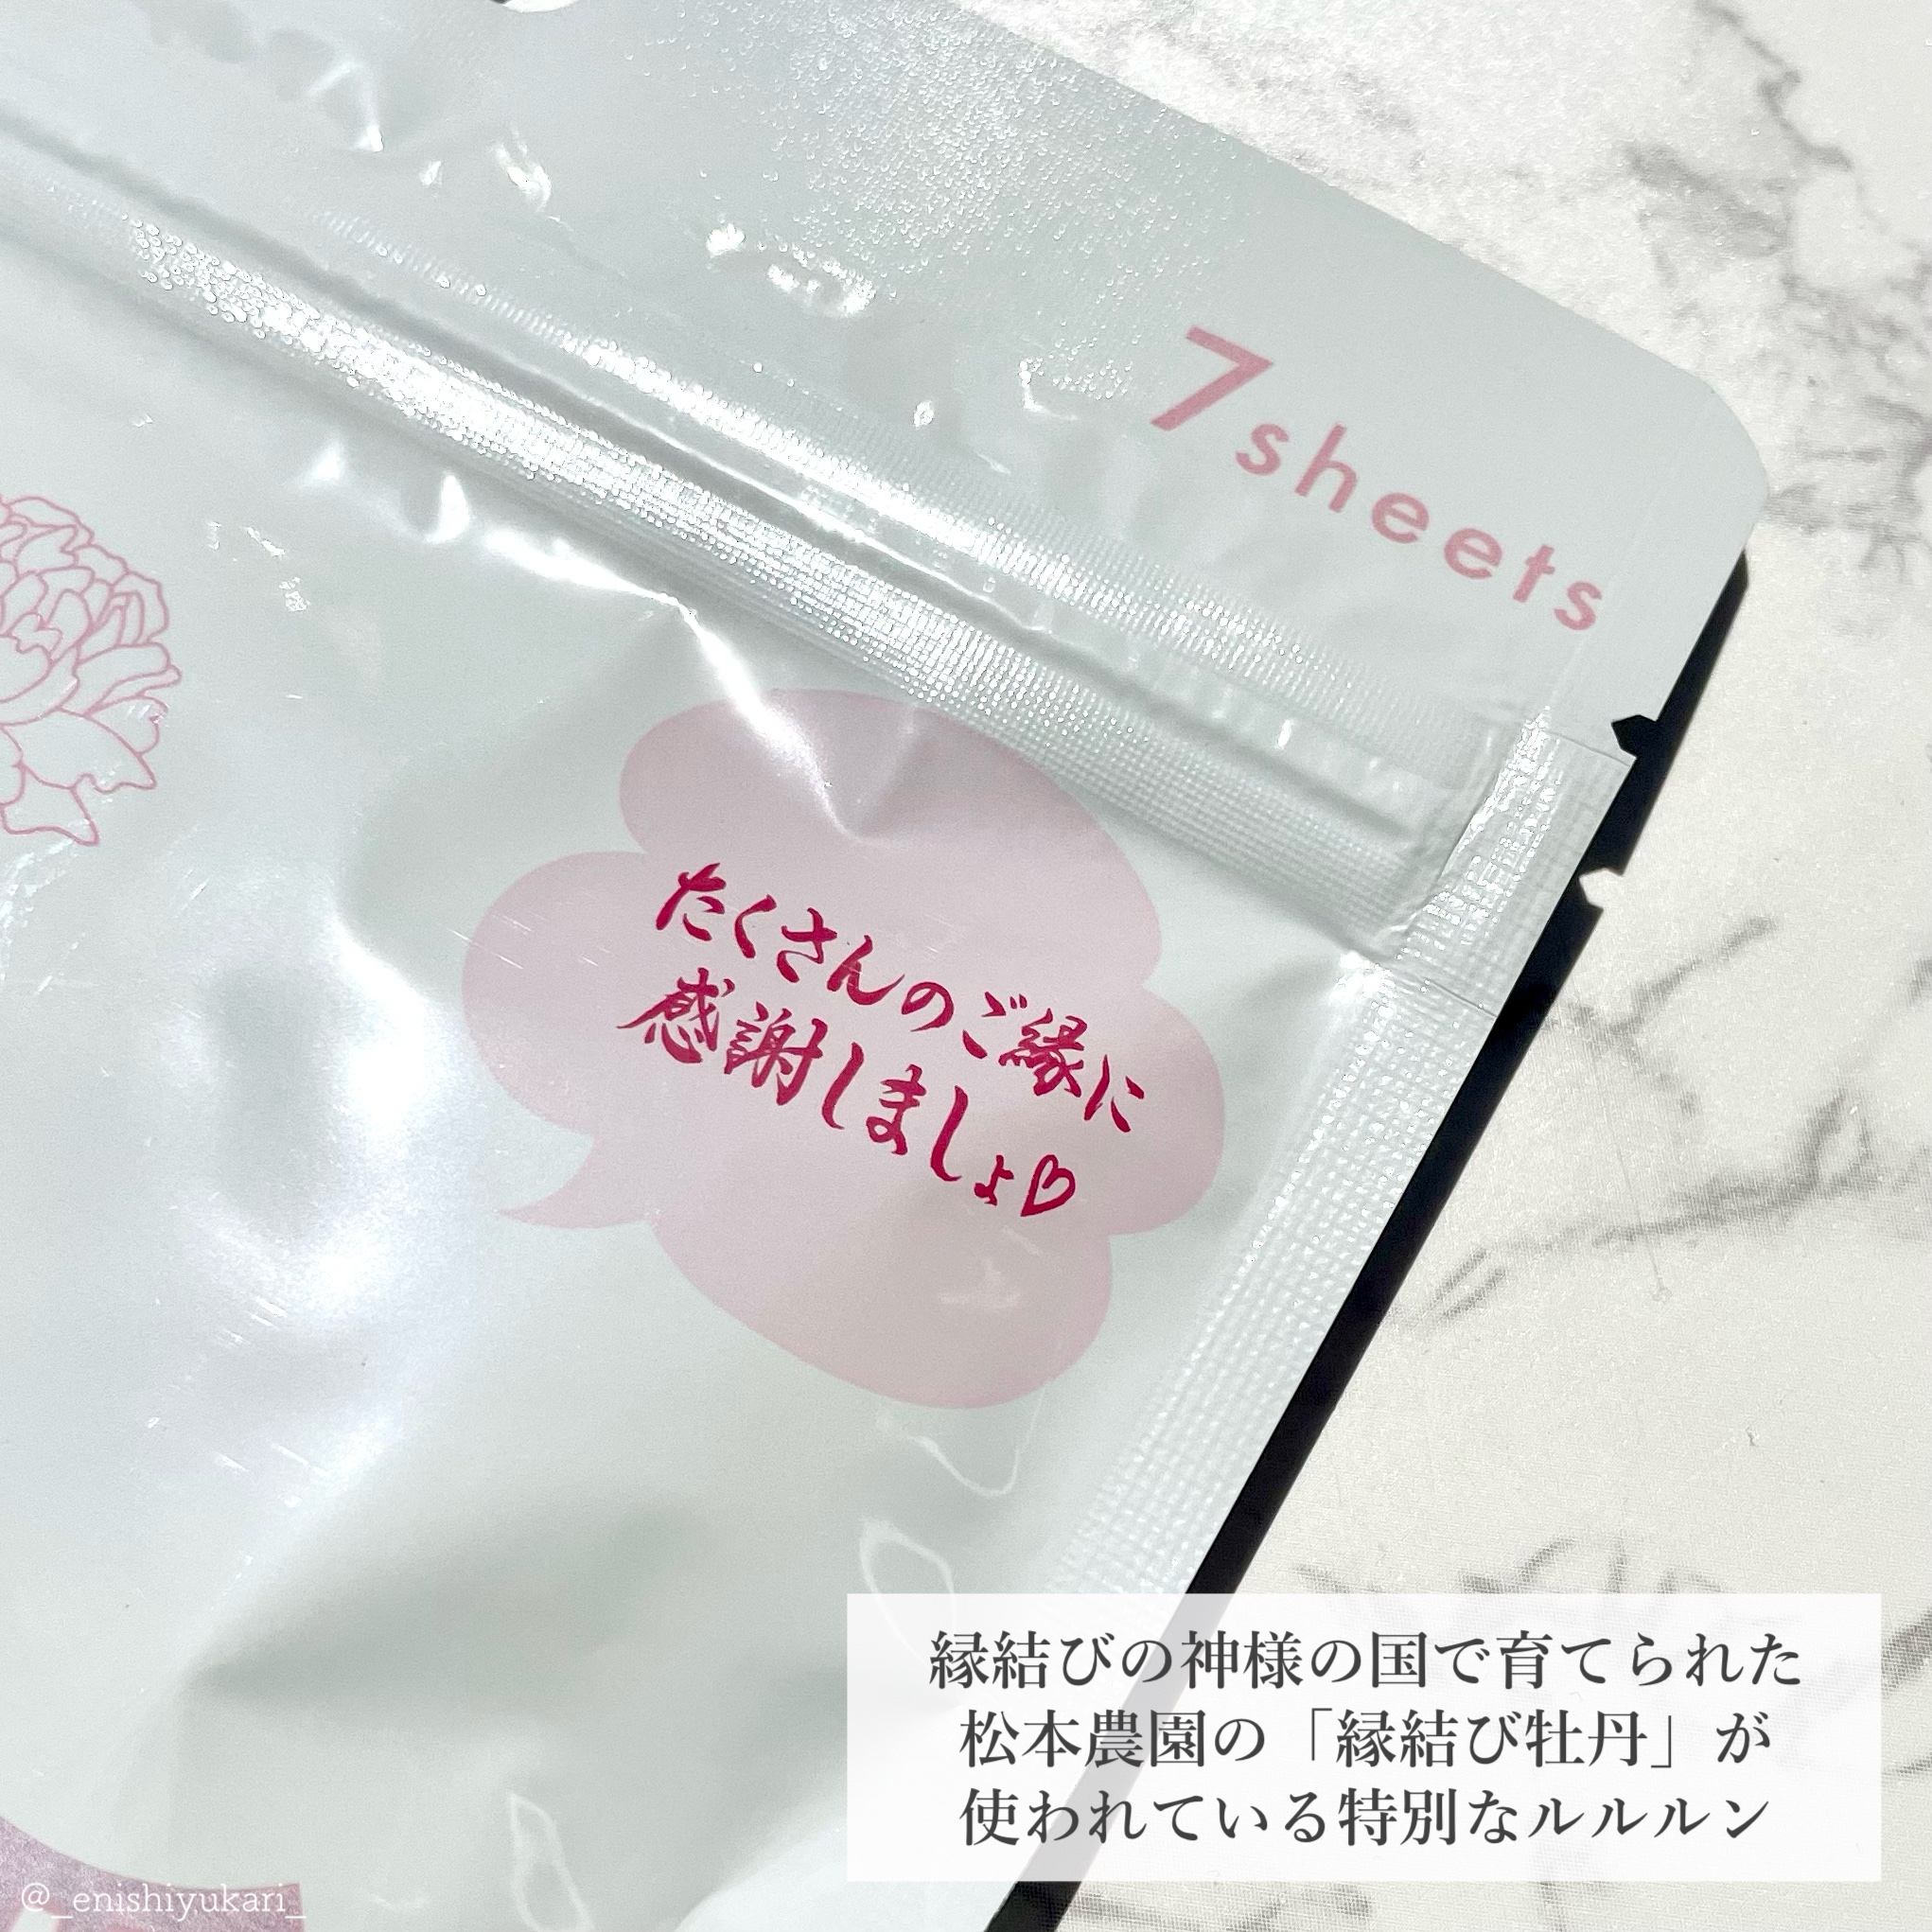 7 sheets
たくさんのご縁に
感謝しましょ♡
縁結びの神様の国で育てられた
松本農園の「縁結び牡丹」が
使われている特別なルルルン
@_enishiyukari_